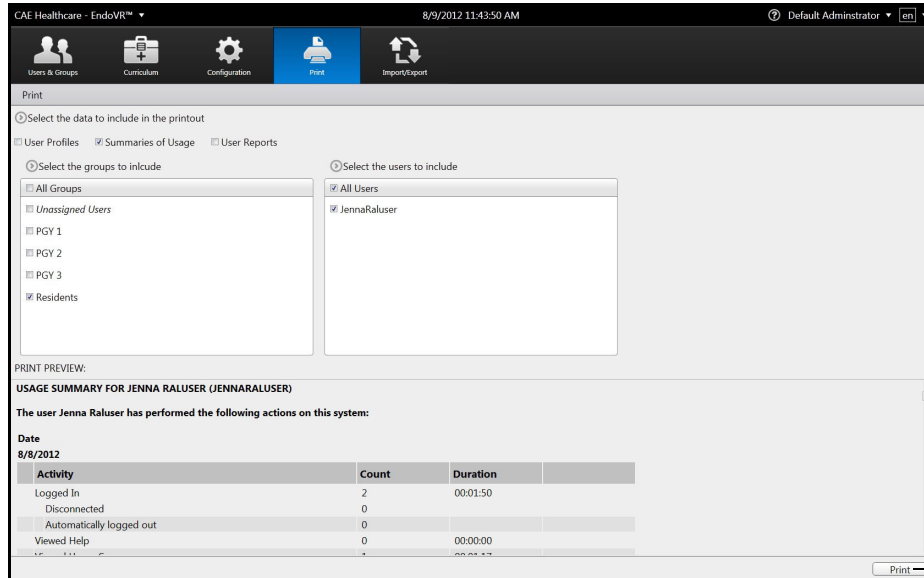 CAE Healthcare - EndoVR™ ▾ 8/9/2012 11:43:50 AM ? Default Adminstrator ▾ en
Users & Groups Curriculum Configuration Print Import/Export
Print
Select the data to include in the printout
User Profiles Summaries of Usage User Reports
Select the groups to inlcude Select the users to include
All Groups All Users
Unassigned Users JennaRaluser
PGY 1
PGY 2
PGY 3
Residents
PRINT PREVIEW:
USAGE SUMMARY FOR JENNA RALUSER (JENNARALUSER)
The user Jenna Raluser has performed the following actions on this system:
Date
8/8/2012
Activity Count Duration
Logged In 2 00:01:50
Disconnected 0
Automatically logged out 0
Viewed Help 0 00:00:00
Print